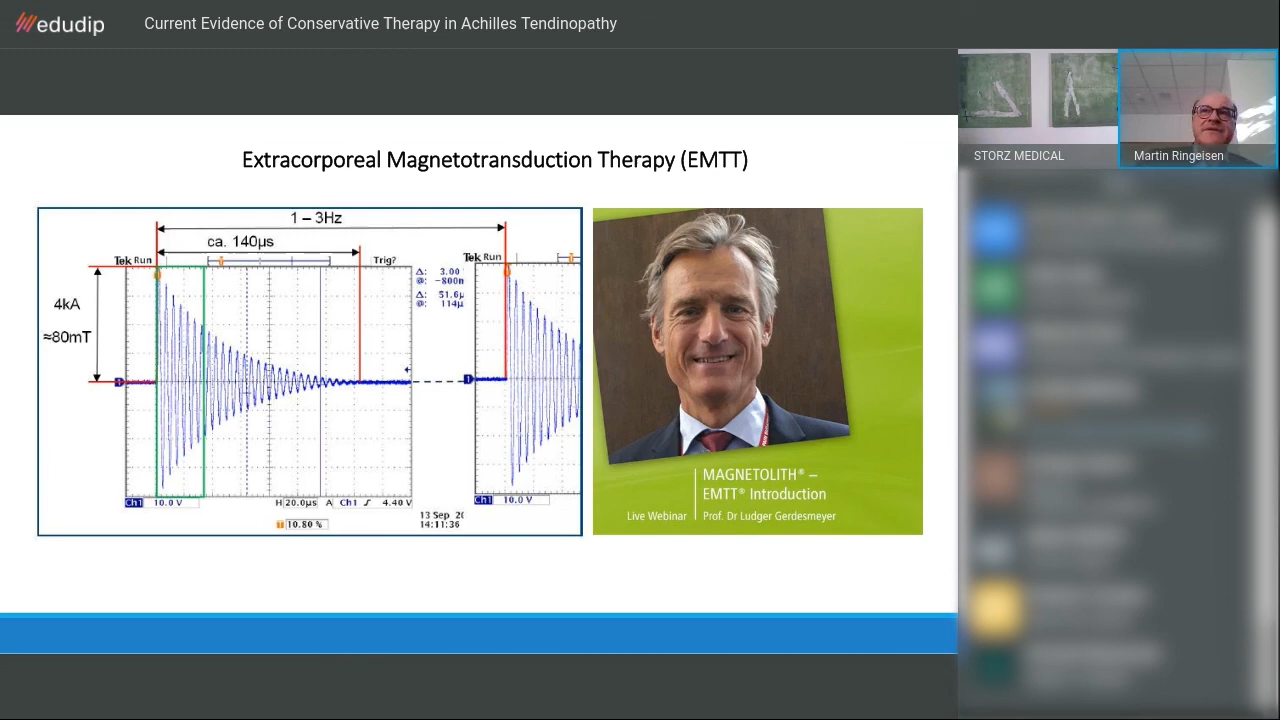 edudip
Current Evidence of Conservative Therapy in Achilles Tendinopathy
STORZ MEDICAL
Martin Ringeisen
Extracorporeal Magnetotransduction Therapy (EMTT)
1 – 3Hz
ca. 140µs
Tek Run
Trig?
Tek Run
4kA
≈80mT
Δ: 3.00
@: -800n
Δ: 51.6µ
@: 114µ
Ch1 10.0 V
H 20.0µs A Ch1 4.40 V
Ch1 10.0 V
10.80 %
13 Sep 20
14:11:36
MAGNETOLITH® –
EMTT® Introduction
Live Webinar
Prof. Dr Ludger Gerdesmeyer